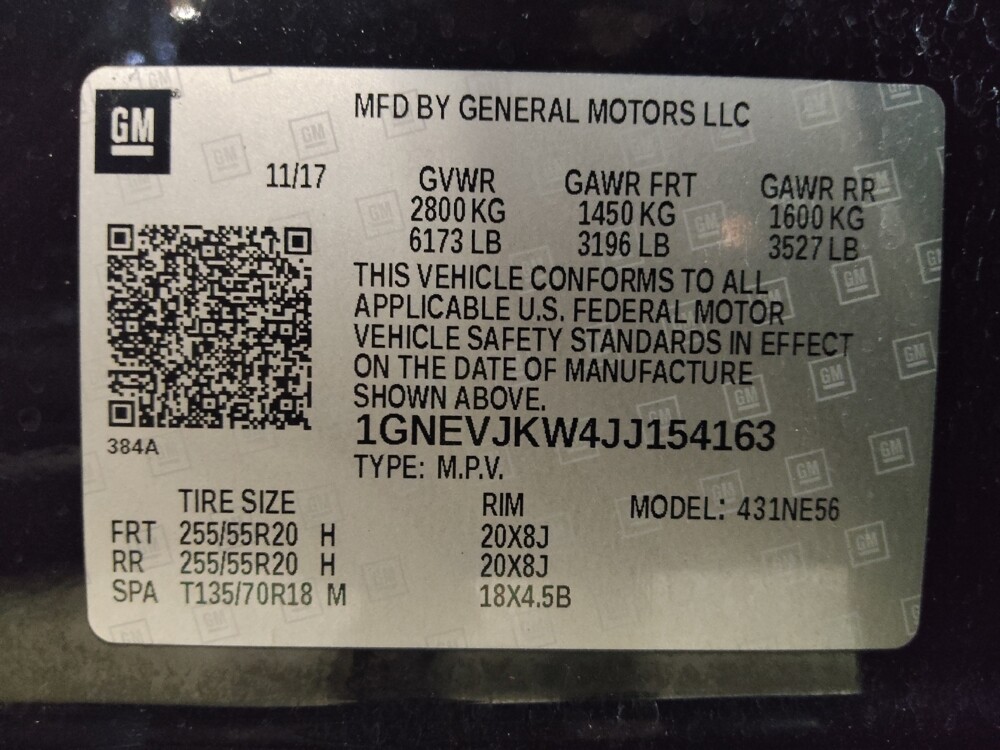 GM
MFD BY GENERAL MOTORS LLC
11/17
GVWR GAWR FRT GAWR RR
2800 KG 1450 KG 1600 KG
6173 LB 3196 LB 3527 LB
THIS VEHICLE CONFORMS TO ALL
APPLICABLE U.S. FEDERAL MOTOR
VEHICLE SAFETY STANDARDS IN EFFECT
ON THE DATE OF MANUFACTURE
SHOWN ABOVE.
384A
1GNEVJKW4JJ154163
TYPE: M.P.V.
TIRE SIZE RIM MODEL: 431NE56
FRT 255/55R20 H 20X8J
RR 255/55R20 H 20X8J
SPA T135/70R18 M 18X4.5B